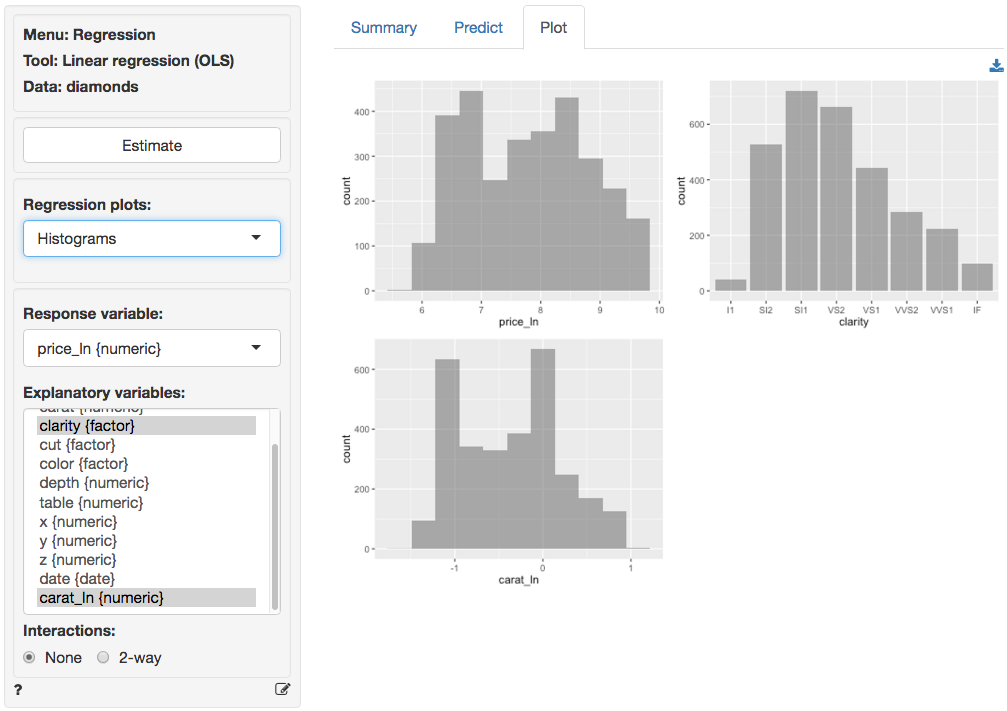 Menu: Regression
Tool: Linear regression (OLS)
Data: diamonds
Estimate
Regression plots:
Histograms
Response variable:
price_ln {numeric}
Explanatory variables:
carat {numeric}
clarity {factor}
cut {factor}
color {factor}
depth {numeric}
table {numeric}
x {numeric}
y {numeric}
z {numeric}
date {date}
carat_ln {numeric}
Interactions:
None 2-way
?
Summary Predict Plot
400
300
200
100
0
count
6 7 8 9 10
price_ln
600
400
200
0
count
I1 SI2 SI1 VS2 VS1 VVS2 VVS1 IF
clarity
600
400
200
0
count
-1 0 1
carat_ln